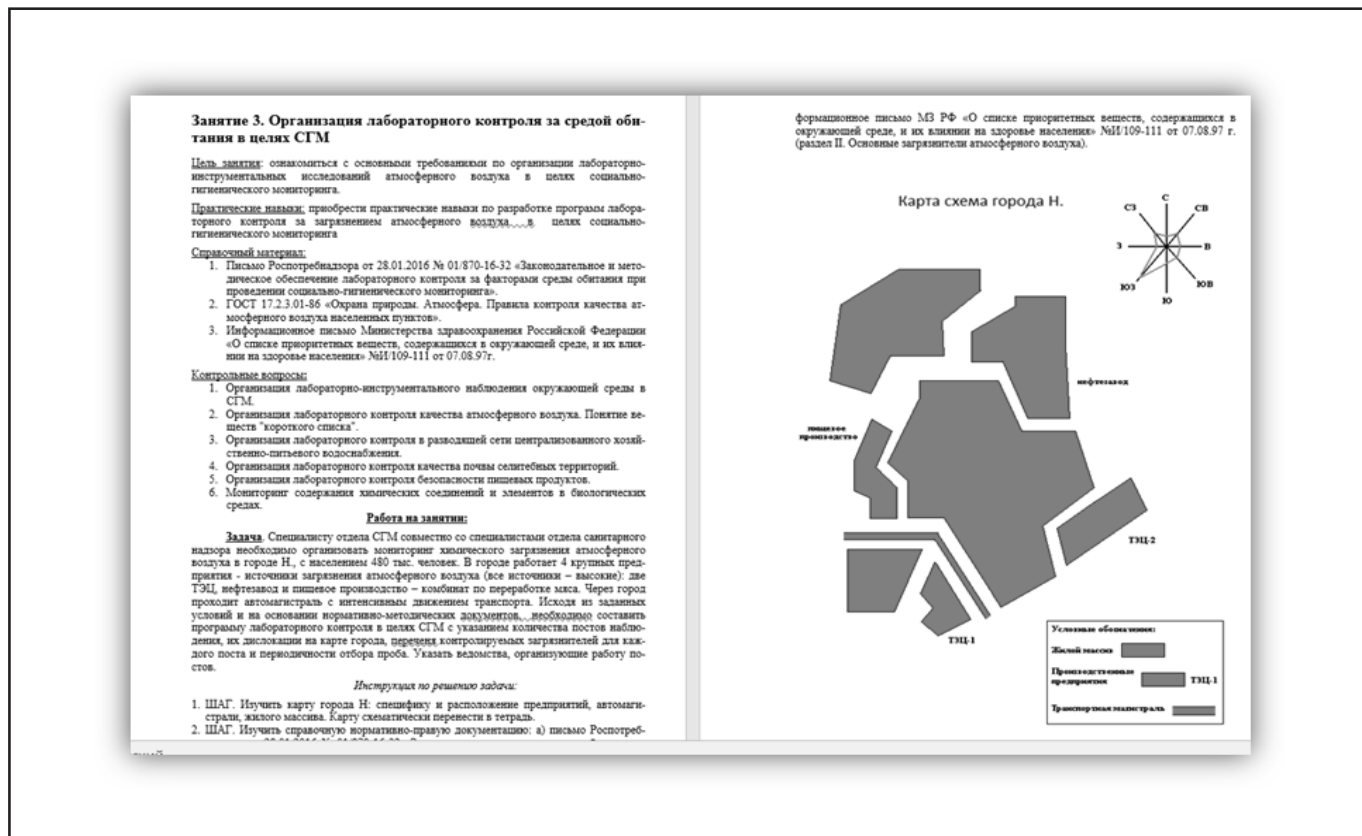 Занятие 3. Организация лабораторного контроля за средой оби-
тания в целях СГМ
Цель занятия: ознакомиться с основными требованиями по организации лабораторно-
инструментальных исследований атмосферного воздуха в целях социально-
гигиенического мониторинга.
Практические навыки: приобрести практические навыки по разработке программ лабора-
торного контроля за загрязнением атмосферного воздуха в целях социально-
гигиенического мониторинга
Справочный материал:
1. Письмо Роспотребнадзора от 28.01.2016 № 01/870-16-32 «Законодательное и мето-
дическое обеспечение лабораторного контроля за факторами среды обитания при
проведении социально-гигиенического мониторинга».
2. ГОСТ 17.2.3.01-86 «Охрана природы. Атмосфера. Правила контроля качества ат-
мосферного воздуха населенных пунктов».
3. Информационное письмо Министерства здравоохранения Российской Федерации
«О списке приоритетных веществ, содержащихся в окружающей среде, и их влия-
нии на здоровье населения» №И/109-111 от 07.08.97г.
Контрольные вопросы:
1. Организация лабораторно-инструментального наблюдения окружающей среды в
СГМ.
2. Организация лабораторного контроля качества атмосферного воздуха. Понятие ве-
ществ "короткого списка".
3. Организация лабораторного контроля в разводящей сети централизованного хозяй-
ственно-питьевого водоснабжения.
4. Организация лабораторного контроля качества почвы селитебных территорий.
5. Организация лабораторного контроля безопасности пищевых продуктов.
6. Мониторинг содержания химических соединений и элементов в биологических
средах.
Работа на занятии:
Задача. Специалисту отдела СГМ совместно со специалистами отдела санитарного
надзора необходимо организовать мониторинг химического загрязнения атмосферного
воздуха в городе Н., с населением 480 тыс. человек. В городе работает 4 крупных пред-
приятия - источники загрязнения атмосферного воздуха (все источники – высокие): две
ТЭЦ, нефтезавод и пищевое производство – комбинат по переработке мяса. Через город
проходит автомагистраль с интенсивным движением транспорта. Исходя из заданных
условий и на основании нормативно-методических документов, необходимо составить
программу лабораторного контроля в целях СГМ с указанием количества постов наблю-
дения, их дислокации на карте города, перечня контролируемых загрязнителей для каж-
дого поста и периодичности отбора проба. Указать ведомства, организующие работу по-
стов.
Инструкция по решению задачи:
1. ШАГ. Изучить карту города Н: специфику и расположение предприятий, автомаги-
страли, жилого массива. Карту схематически перенести в тетрадь.
2. ШАГ. Изучить справочную нормативно-правую документацию: а) письмо Роспотреб-
формационное письмо МЗ РФ «О списке приоритетных веществ, содержащихся в
окружающей среде, и их влиянии на здоровье населения» №И/109-111 от 07.08.97 г.
(раздел II. Основные загрязнители атмосферного воздуха).
Карта схема города Н.
С
СЗ
СВ
З
В
ЮЗ
ЮВ
Ю
нефтезавод
пищевое
производство
ТЭЦ-2
ТЭЦ-1
Условные обозначения:
Жилой массив
Производственные
предприятия
ТЭЦ-1
Транспортная магистраль